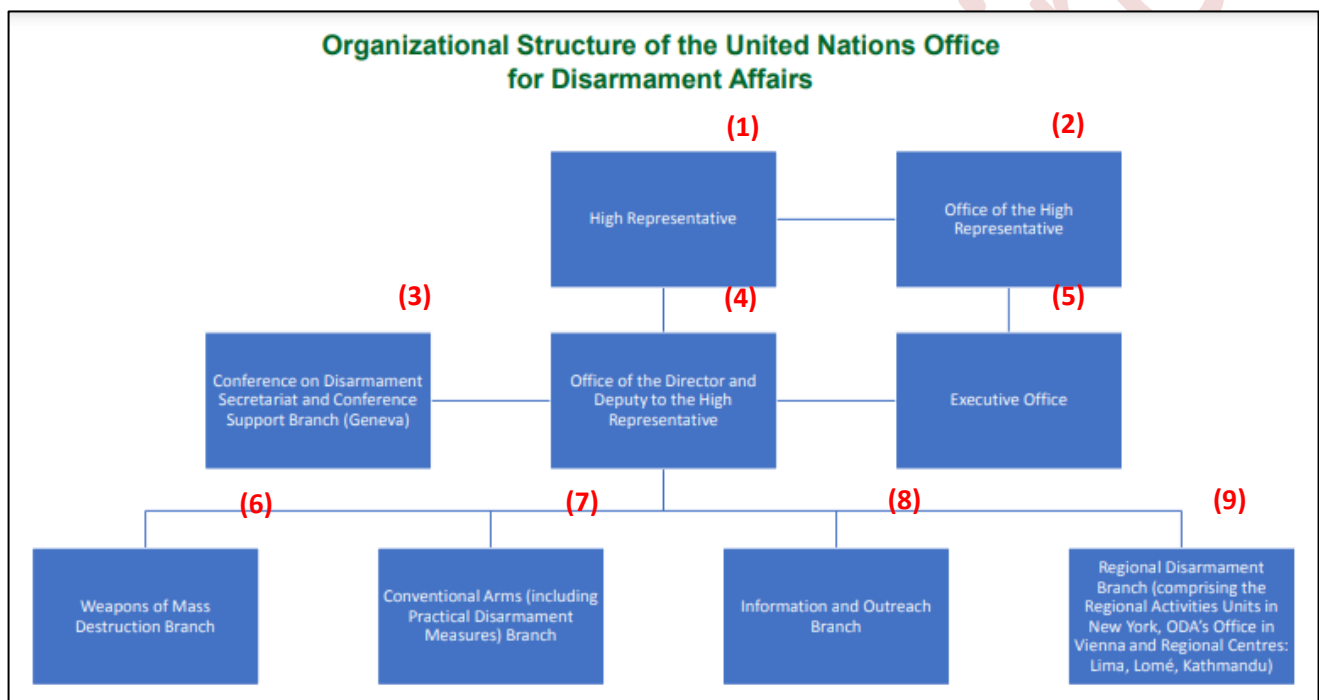 Organizational Structure of the United Nations Office
for Disarmament Affairs
(1)
High Representative
(2)
Office of the High
Representative
(3)
Conference on Disarmament
Secretariat and Conference
Support Branch (Geneva)
(4)
Office of the Director and
Deputy to the High
Representative
(5)
Executive Office
(6)
Weapons of Mass
Destruction Branch
(7)
Conventional Arms (including
Practical Disarmament
Measures) Branch
(8)
Information and Outreach
Branch
(9)
Regional Disarmament
Branch (comprising the
Regional Activities Units in
New York, ODA's Office in
Vienna and Regional Centres:
Lima, Lomé, Kathmandu)